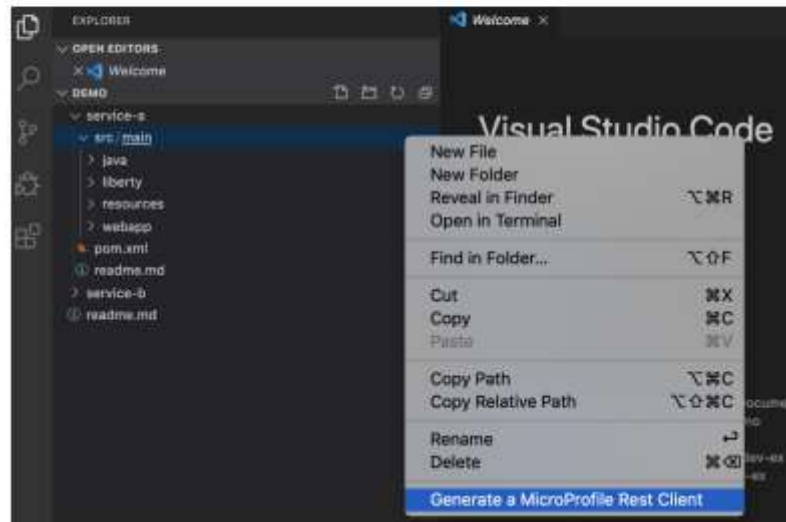 EXPLORER
Welcome ×
OPEN EDITORS
× Welcome
DEMO
service-a
src/main
java
liberty
resources
webapp
pom.xml
readme.md
service-b
readme.md
Visual Studio Code
New File
New Folder
Reveal in Finder ⌥⌘R
Open in Terminal
Find in Folder... ⌥⇧F
Cut ⌘X
Copy ⌘C
Paste ⌘V
Copy Path ⌥⌘C
Copy Relative Path ⌥⇧⌘C
Rename ⏎
Delete ⌘⌫
Generate a MicroProfile Rest Client